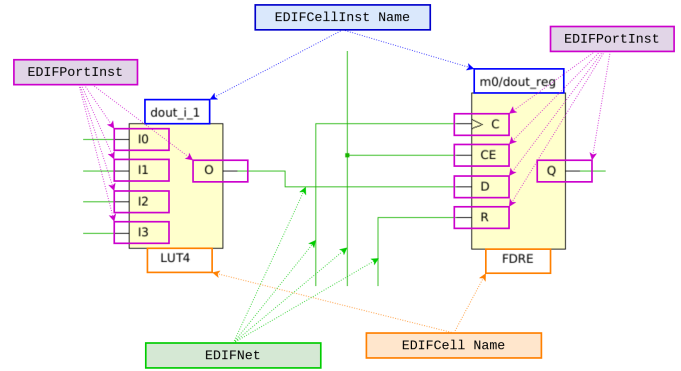 EDIFCellInst Name
EDIFPortInst
EDIFPortInst
dout_i_1
m0/dout_reg
I0
I1
I2
I3
O
C
CE
D
R
Q
LUT4
FDRE
EDIFNet
EDIFCell Name